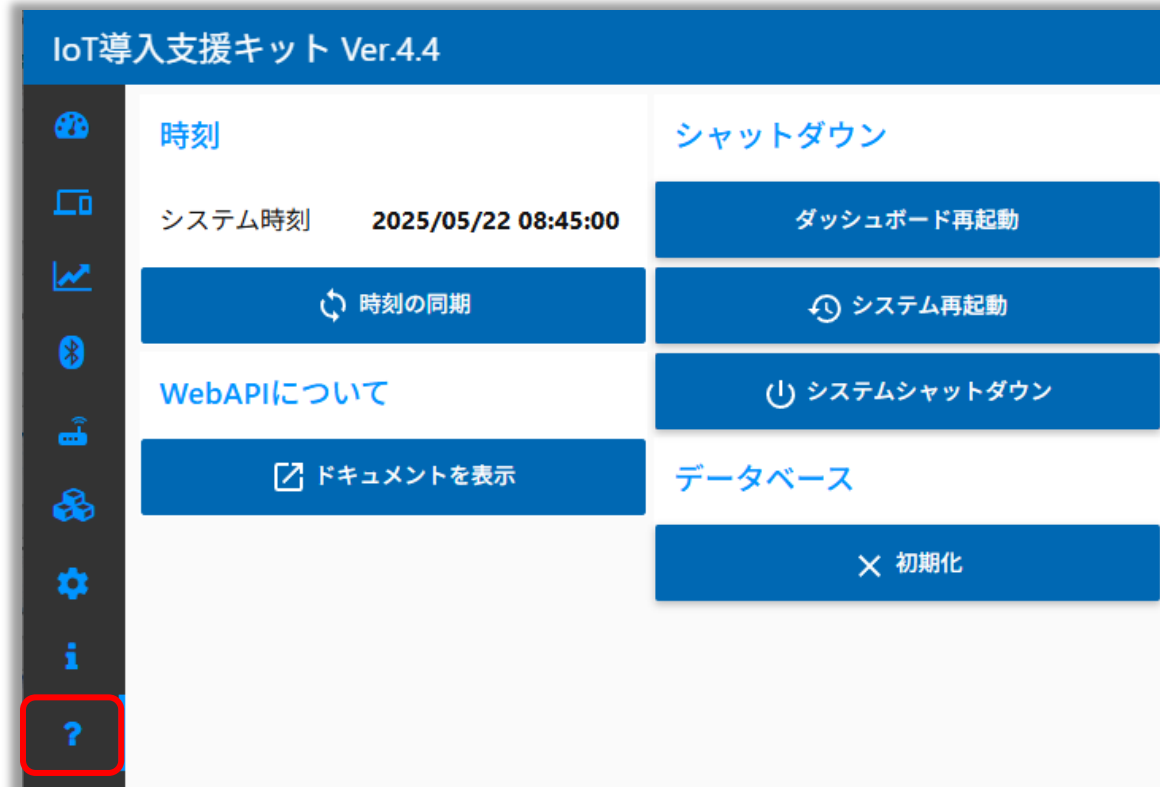 IoT導入支援キット Ver.4.4
時刻
システム時刻 2025/05/22 08:45:00
時刻の同期
WebAPIについて
ドキュメントを表示
シャットダウン
ダッシュボード再起動
システム再起動
システムシャットダウン
データベース
初期化
?